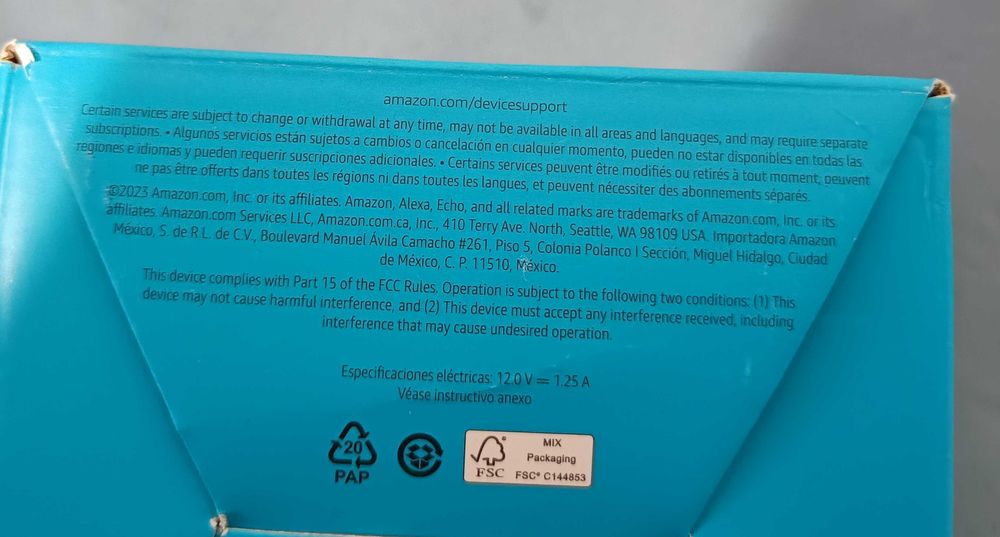 amazon.com/devicesupport
Certain services are subject to change or withdrawal at any time, may not be available in all areas and languages, and may require separate
subscriptions. • Algunos servicios están sujetos a cambios o cancelación en cualquier momento, pueden no estar disponibles en todas las
regiones e idiomas y pueden requerir suscripciones adicionales. • Certains services peuvent être modifiés ou retirés à tout moment, peuvent
ne pas être offerts dans toutes les régions ni dans toutes les langues, et peuvent nécessiter des abonnements séparés.
©2023 Amazon.com, Inc. or its affiliates. Amazon, Alexa, Echo, and all related marks are trademarks of Amazon.com, Inc. or its
affiliates. Amazon.com Services LLC, Amazon.com.ca, Inc., 410 Terry Ave. North, Seattle, WA 98109 USA. Importadora Amazon
México, S. de R.L. de C.V., Boulevard Manuel Ávila Camacho #261, Piso 5, Colonia Polanco I Sección, Miguel Hidalgo, Ciudad
de México, C. P. 11510, México.
This device complies with Part 15 of the FCC Rules. Operation is subject to the following two conditions: (1) This
device may not cause harmful interference, and (2) This device must accept any interference received, including
interference that may cause undesired operation.
Especificaciones eléctricas: 12.0 V ⎓ 1.25 A
Véase instructivo anexo
20
PAP
FSC®
MIX
Packaging
FSC® C144853